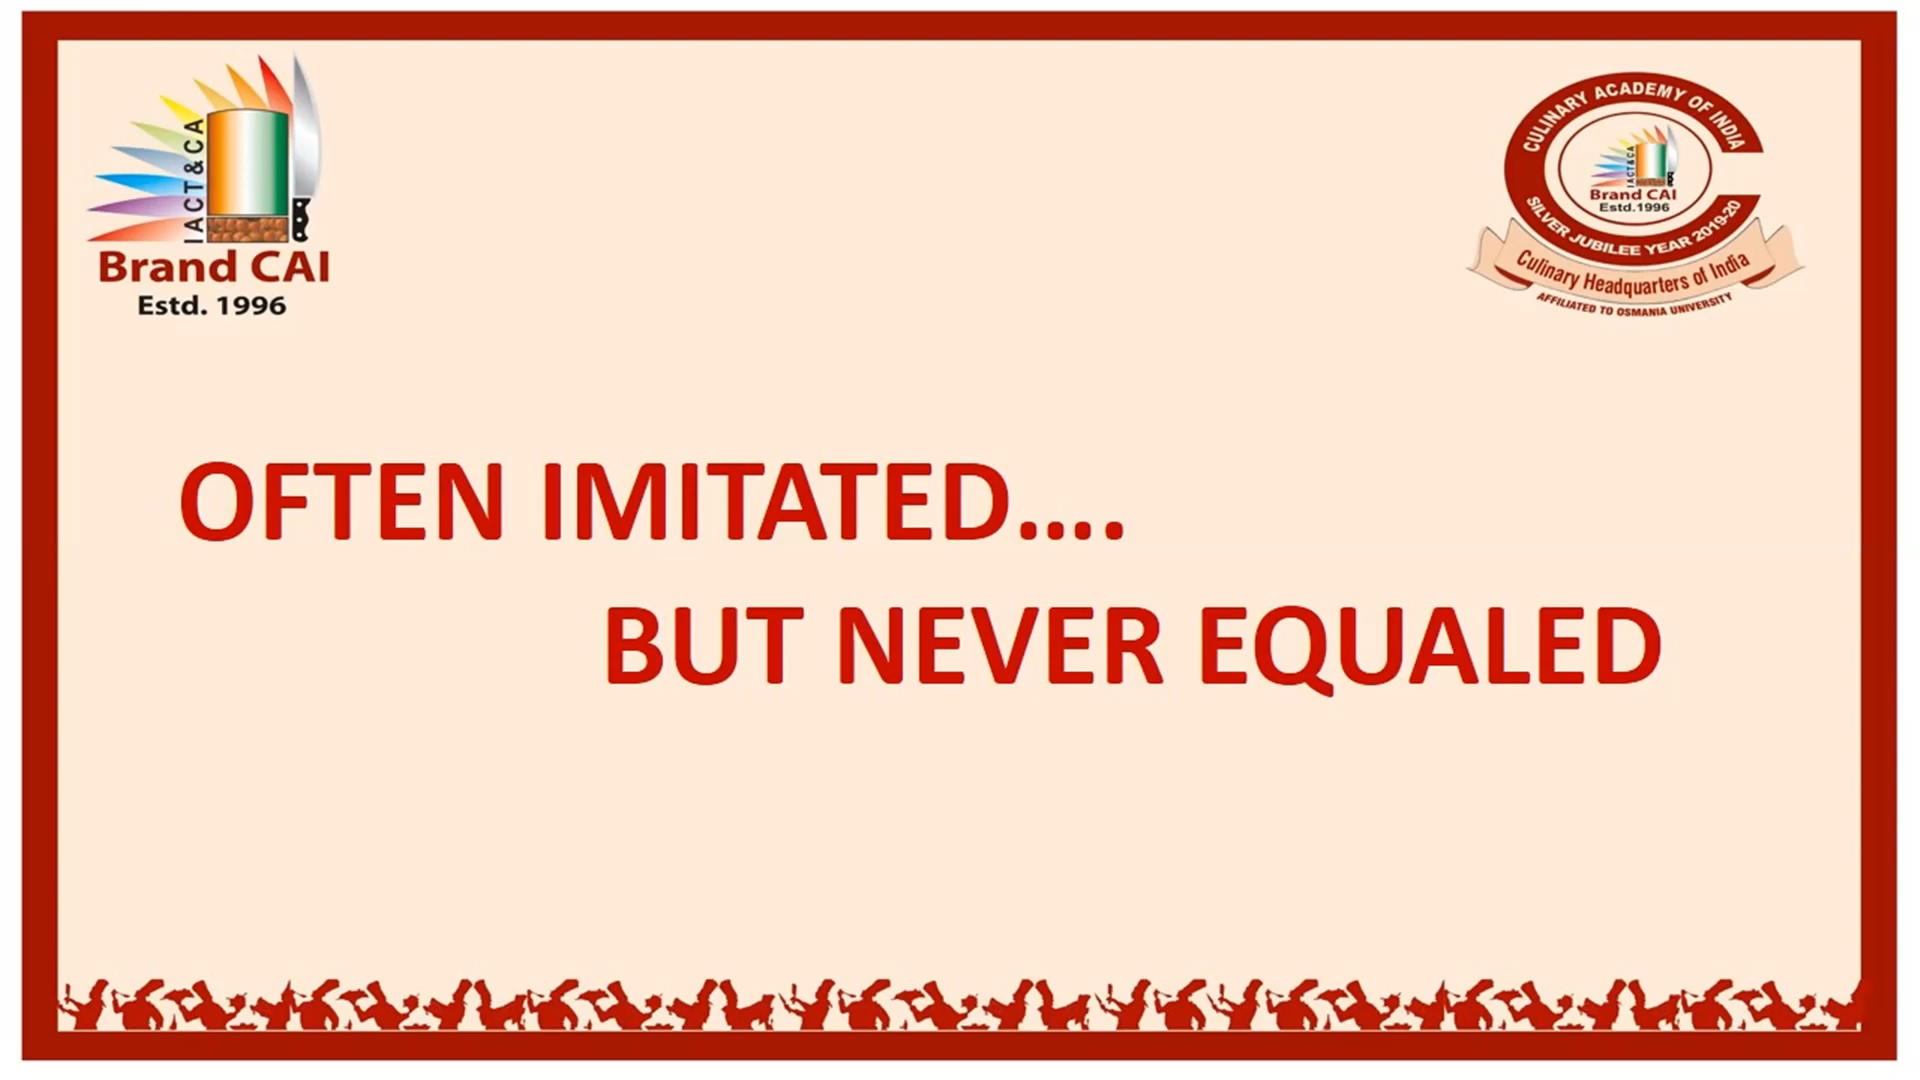 IACT&CA
Brand CAI
Estd. 1996
CULINARY ACADEMY OF INDIA
IACT&CA
Brand CAI
Estd.1996
SILVER JUBILEE YEAR 2019-20
Culinary Headquarters of India
AFFILIATED TO OSMANIA UNIVERSITY
OFTEN IMITATED....
BUT NEVER EQUALED